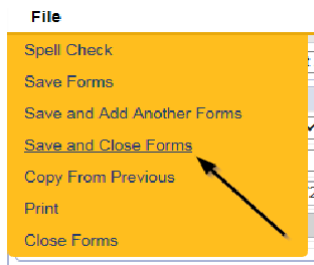 File
Spell Check
Save Forms
Save and Add Another Forms
Save and Close Forms
Copy From Previous
Print
Close Forms